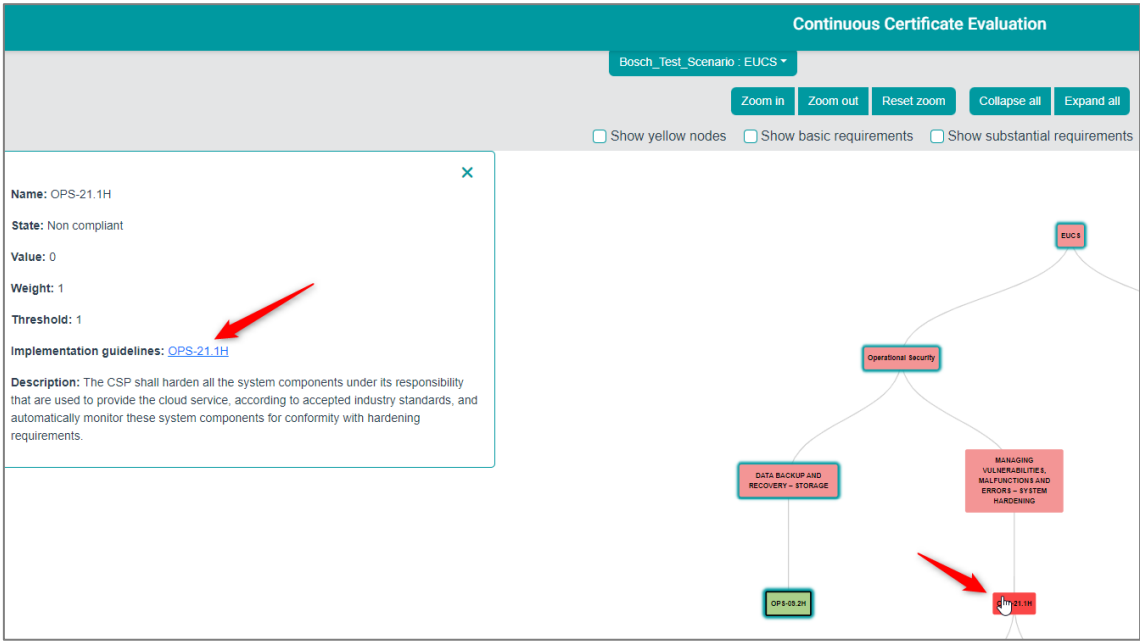 Continuous Certificate Evaluation
Bosch_Test_Scenario : EUCS
Zoom in
Zoom out
Reset zoom
Collapse all
Expand all
Show yellow nodes
Show basic requirements
Show substantial requirements
Name: OPS-21.1H
State: Non compliant
Value: 0
Weight: 1
Threshold: 1
Implementation guidelines: OPS-21.1H
Description: The CSP shall harden all the system components under its responsibility
that are used to provide the cloud service, according to accepted industry standards, and
automatically monitor these system components for conformity with hardening
requirements.
EUCS
Operational Security
DATA BACKUP AND
RECOVERY – STORAGE
MANAGING
VULNERABILITIES,
MALFUNCTIONS AND
ERRORS – SYSTEM
HARDENING